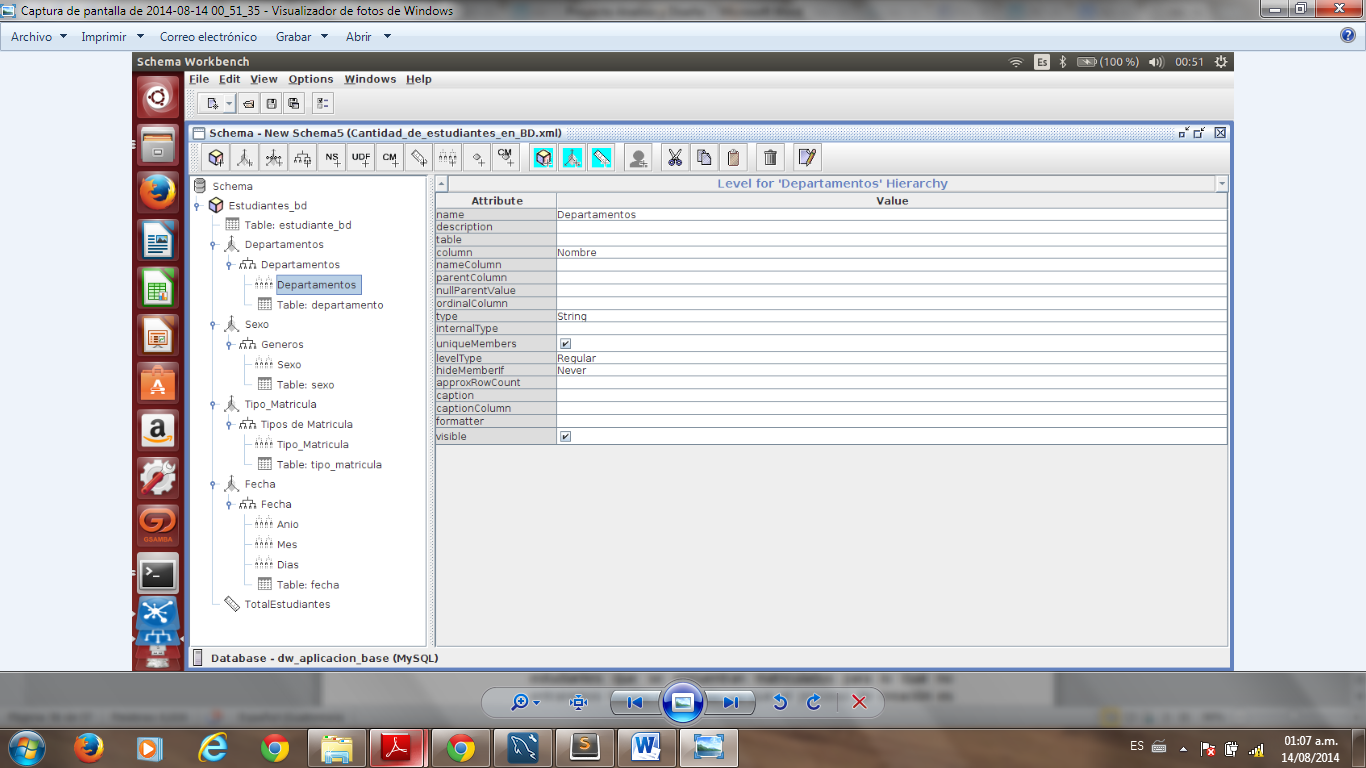 Captura de pantalla de 2014-08-14 00_51_35 - Visualizador de fotos de Windows
Archivo Imprimir Correo electrónico Grabar Abrir
Schema Workbench
Es (100 %) 00:51
File Edit View Options Windows Help
Schema - New Schema5 (Cantidad_de_estudiantes_en_BD.xml)
NS UDF CM CM
Schema
Estudiantes_bd
Table: estudiante_bd
Departamentos
Departamentos
Departamentos
Table: departamento
Sexo
Generos
Sexo
Table: sexo
Tipo_Matricula
Tipos de Matricula
Tipo_Matricula
Table: tipo_matricula
Fecha
Fecha
Anio
Mes
Dias
Table: fecha
TotalEstudiantes
Level for 'Departamentos' Hierarchy
Attribute Value
name Departamentos
description
table
column Nombre
nameColumn
parentColumn
nullParentValue
ordinalColumn
type String
internalType
uniqueMembers
levelType Regular
hideMemberIf Never
approxRowCount
caption
captionColumn
formatter
visible
Database - dw_aplicacion_base (MySQL)
ES 01:07 a.m.
14/08/2014